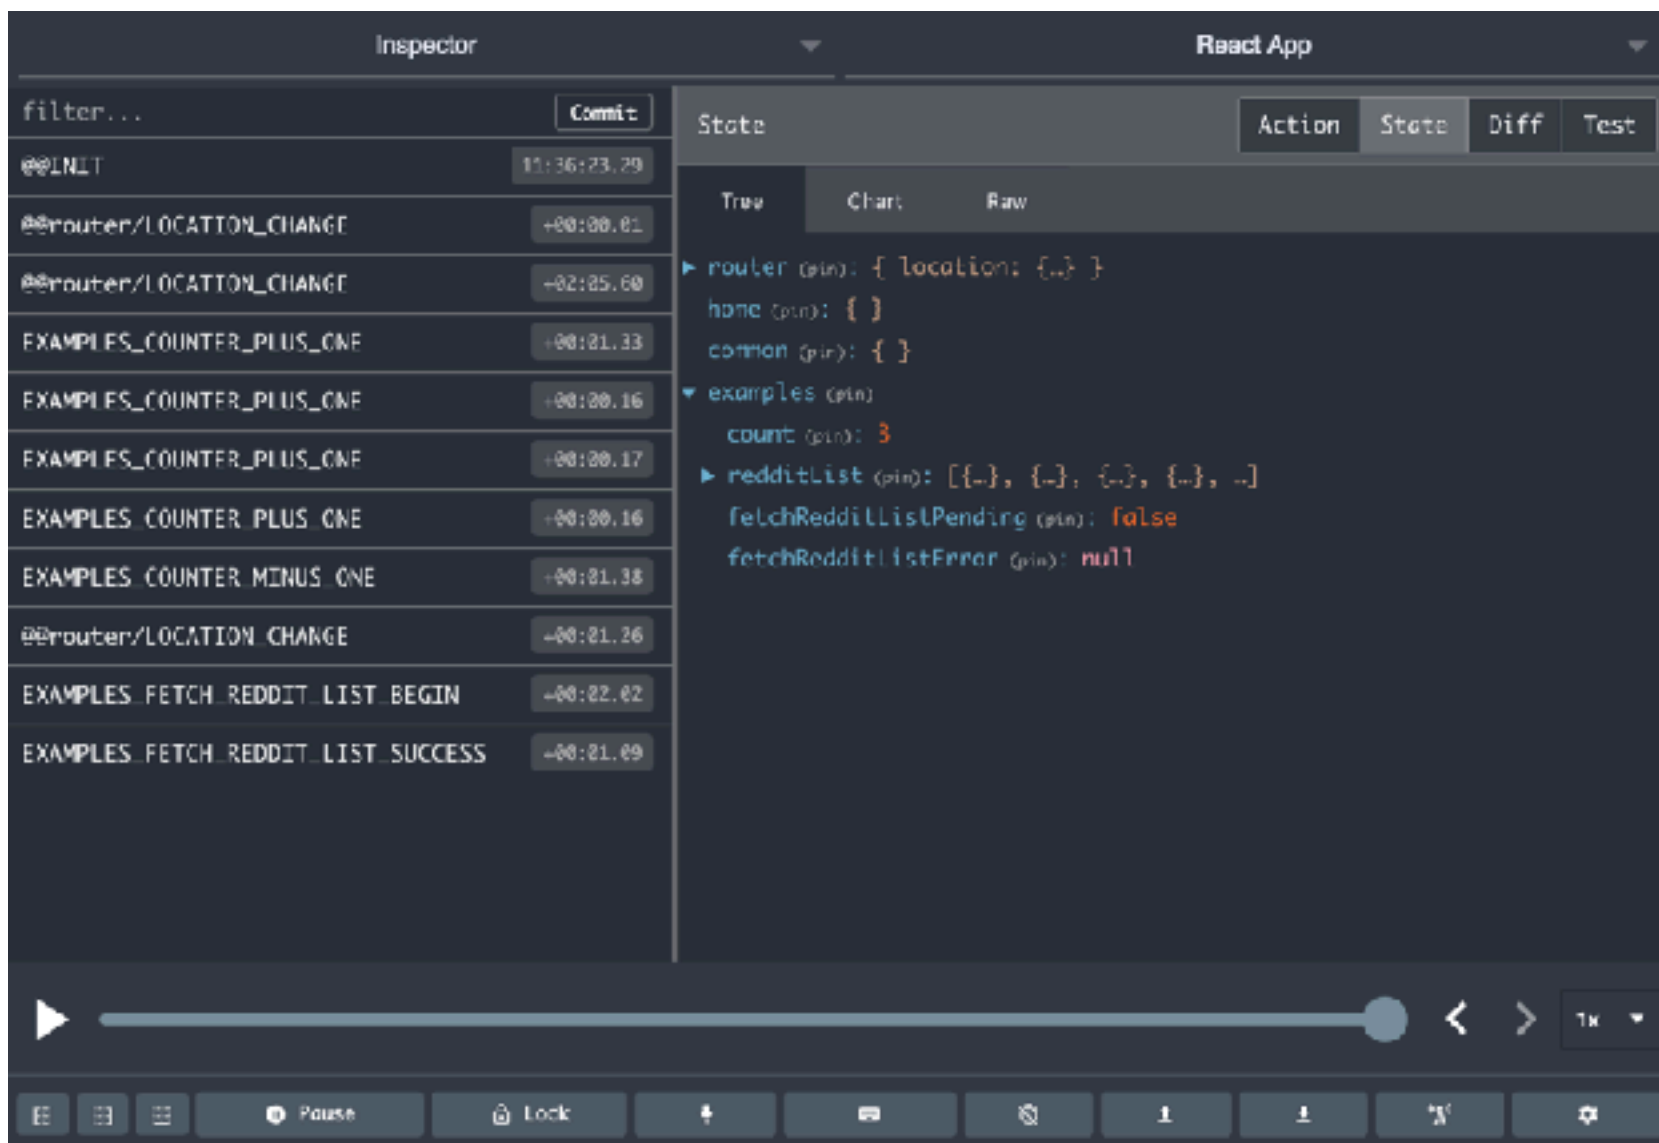 Inspector React App
filter... Commit
State Action State Diff Test
@@INIT 11:36:23.29
Tree Chart Raw
@@router/LOCATION_CHANGE +00:00.01
router (pin): { location: {…} }
@@router/LOCATION_CHANGE +02:05.60
home (pin): { }
EXAMPLES_COUNTER_PLUS_ONE +00:01.33
common (pin): { }
EXAMPLES_COUNTER_PLUS_ONE +00:00.16
examples (pin)
count (pin): 3
EXAMPLES_COUNTER_PLUS_ONE +00:00.17
redditList (pin): [{…}, {…}, {…}, {…}, …]
EXAMPLES_COUNTER_PLUS_ONE +00:00.16
fetchRedditListPending (pin): false
fetchRedditListError (pin): null
EXAMPLES_COUNTER_MINUS_ONE +00:01.38
@@router/LOCATION_CHANGE +00:01.26
EXAMPLES_FETCH_REDDIT_LIST_BEGIN +00:02.02
EXAMPLES_FETCH_REDDIT_LIST_SUCCESS +00:01.09
1x
Pause Lock